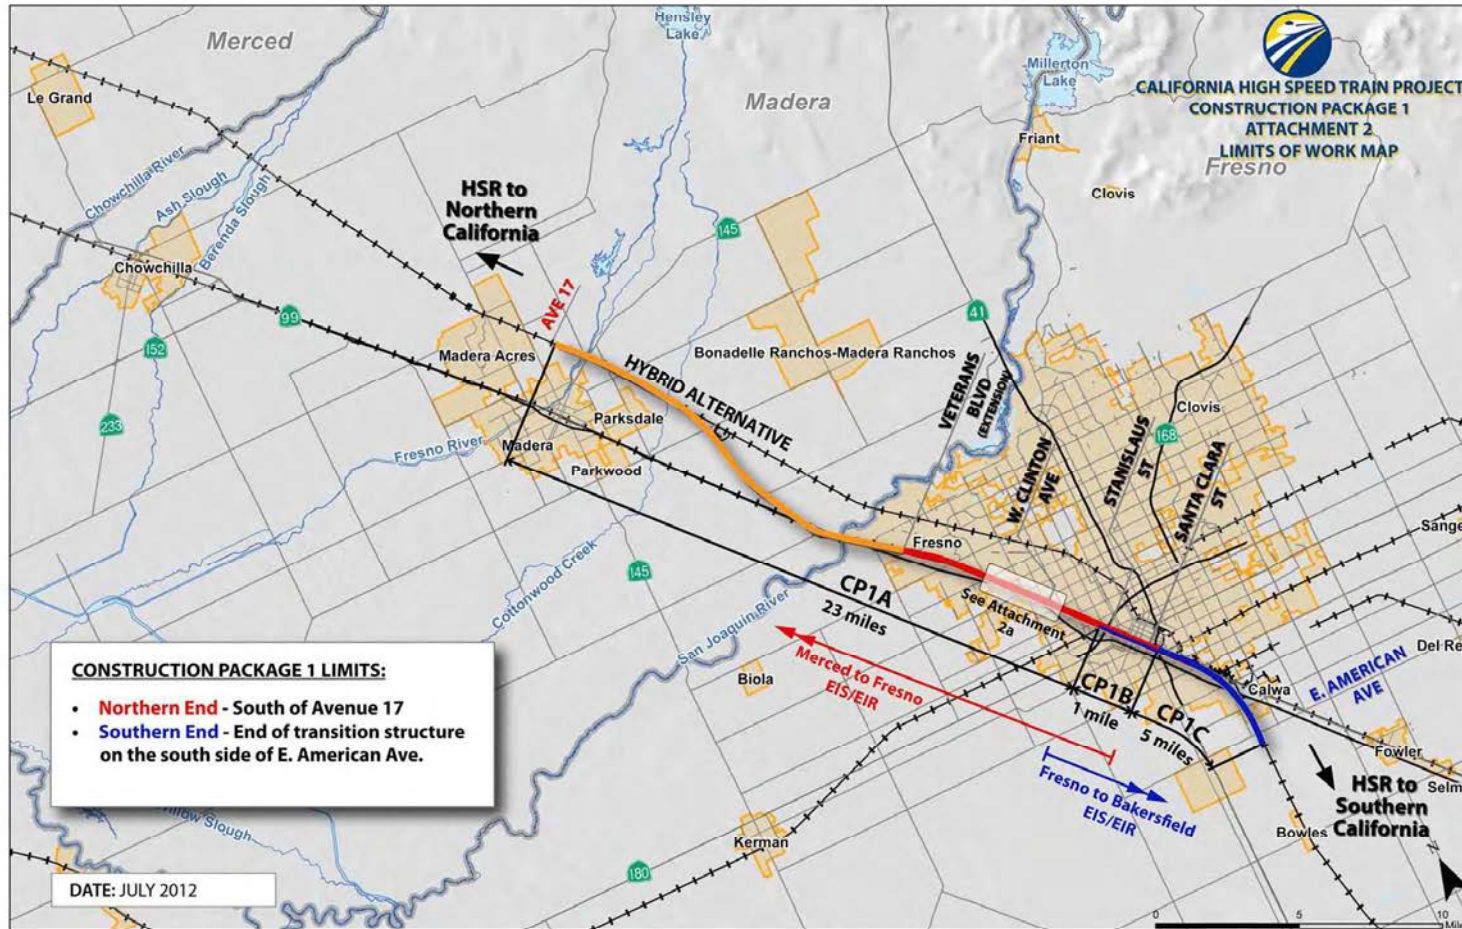 CALIFORNIA HIGH SPEED TRAIN PROJECT
CONSTRUCTION PACKAGE 1
ATTACHMENT 2
LIMITS OF WORK MAP
Merced
Madera
Fresno
Hensley
Lake
Millerton
Lake
Le Grand
Friant
Clovis
Chowchilla River
Ash Slough
Berenda Slough
Chowchilla
HSR to
Northern
California
145
AVE 17
99
152
233
41
Madera Acres
Bonadelle Ranchos-Madera Ranchos
HYBRID ALTERNATIVE
VETERANS
BLVD
(EXTENSION)
W. CLINTON
AVE
STANISLAUS
ST
SANTA CLARA
ST
Clovis
168
Parksdale
Madera
Parkwood
Fresno River
Fresno
Sange
Cottonwood Creek
145
San Joaquin River
CP1A
23 miles
See Attachment
2a
Merced to Fresno
EIS/EIR
Biola
CP1B
1 mile
CP1C
5 miles
Calwa
E. AMERICAN
AVE
Del Re
Fowler
Selm
Fresno to Bakersfield
EIS/EIR
HSR to
Southern
California
Bowles
Kerman
180
CONSTRUCTION PACKAGE 1 LIMITS:
• Northern End - South of Avenue 17
• Southern End - End of transition structure
on the south side of E. American Ave.
Slough
DATE: JULY 2012
N
0 5 10
Mile